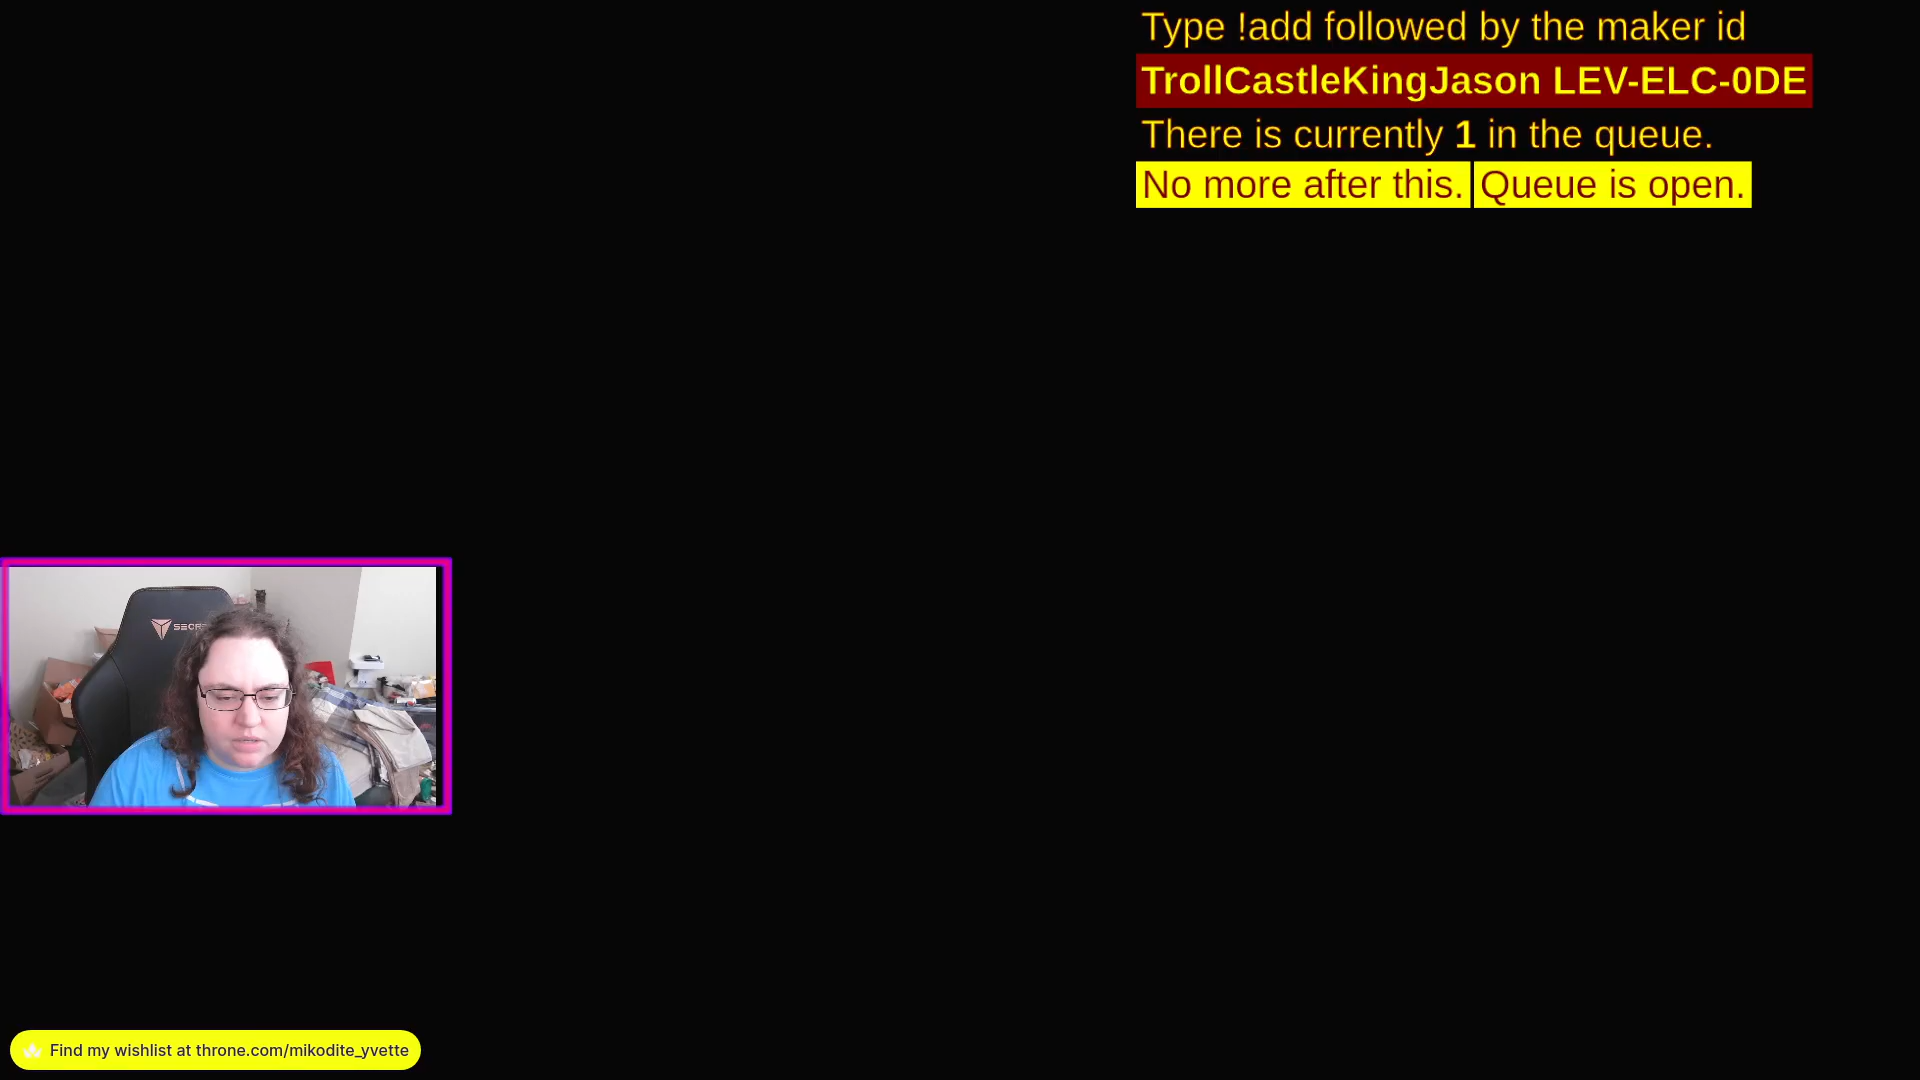 Type !add followed by the maker id
TrollCastleKingJason LEV-ELC-0DE
There is currently 1 in the queue.
No more after this. Queue is open.
Find my wishlist at throne.com/mikodite_yvette